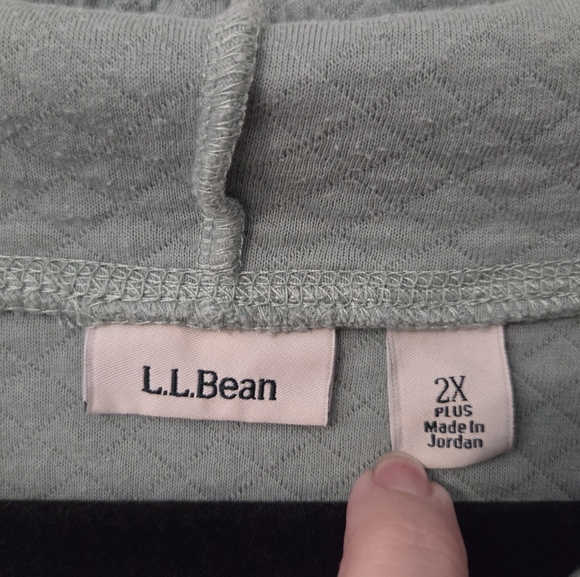 L.L.Bean
2X
PLUS
Made In
Jordan